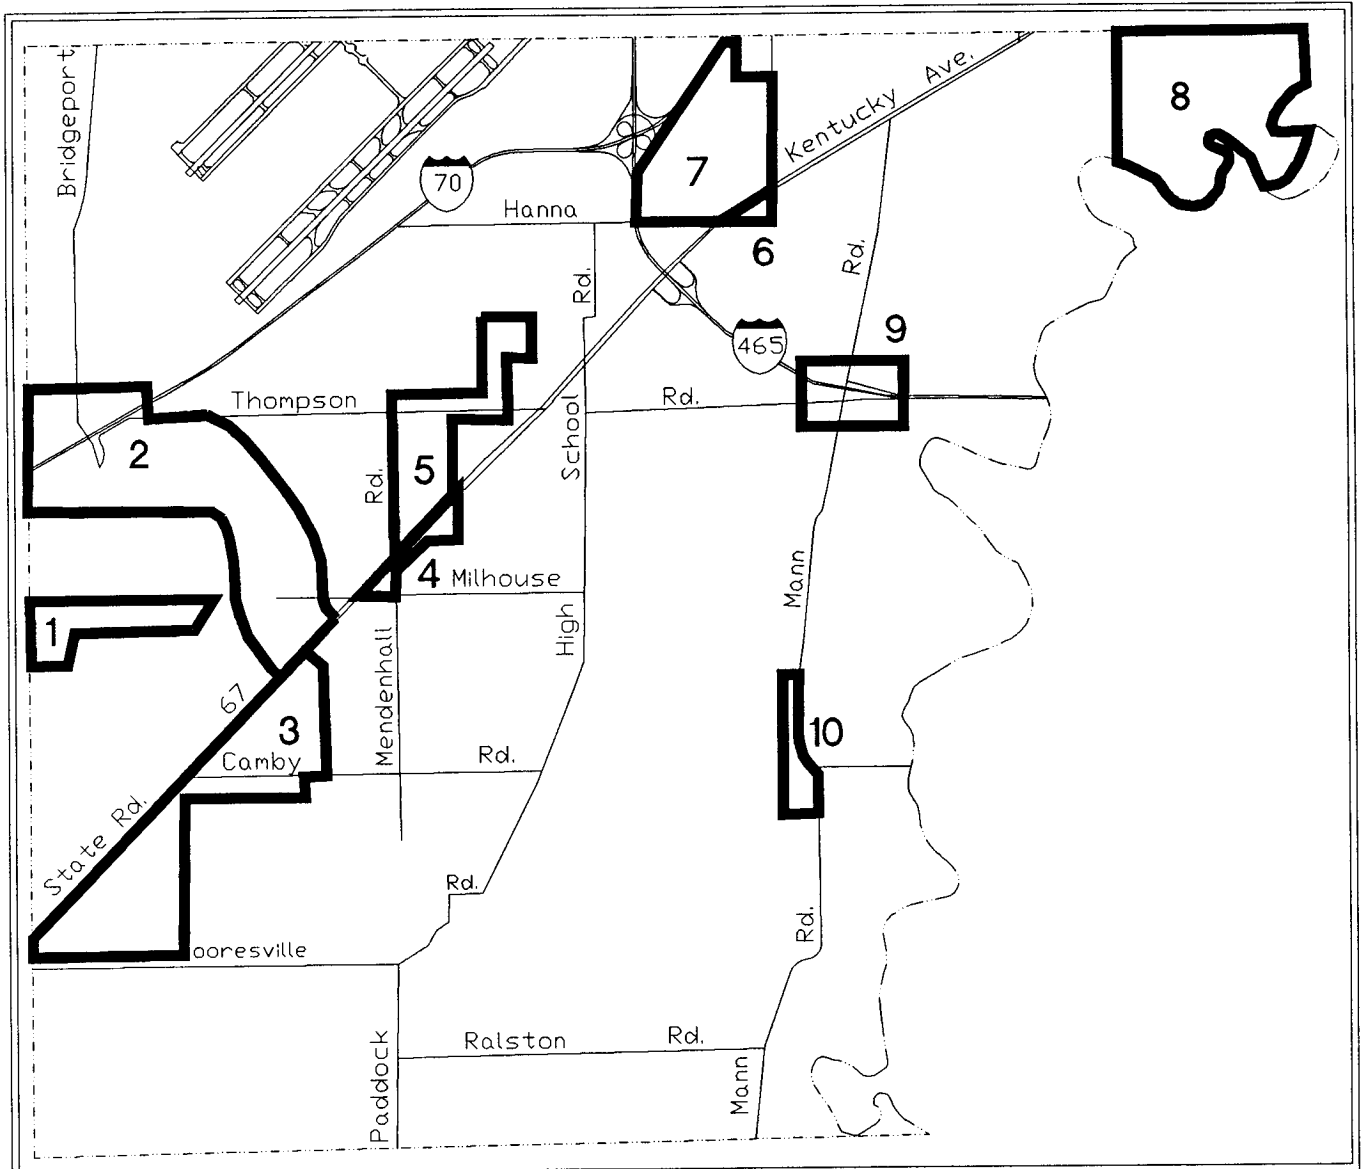 Bridgeport
Kentucky Ave.
8
70
7
Hanna
6
Rd.
Rd.
465
9
Thompson
Rd.
School
2
5
Rd.
4
Milhouse
Mann
1
High
Mendenhall
67
3
10
Camby
Rd.
State Rd.
Rd.
ooresville
Rd.
Ralston
Rd.
Paddock
Mann